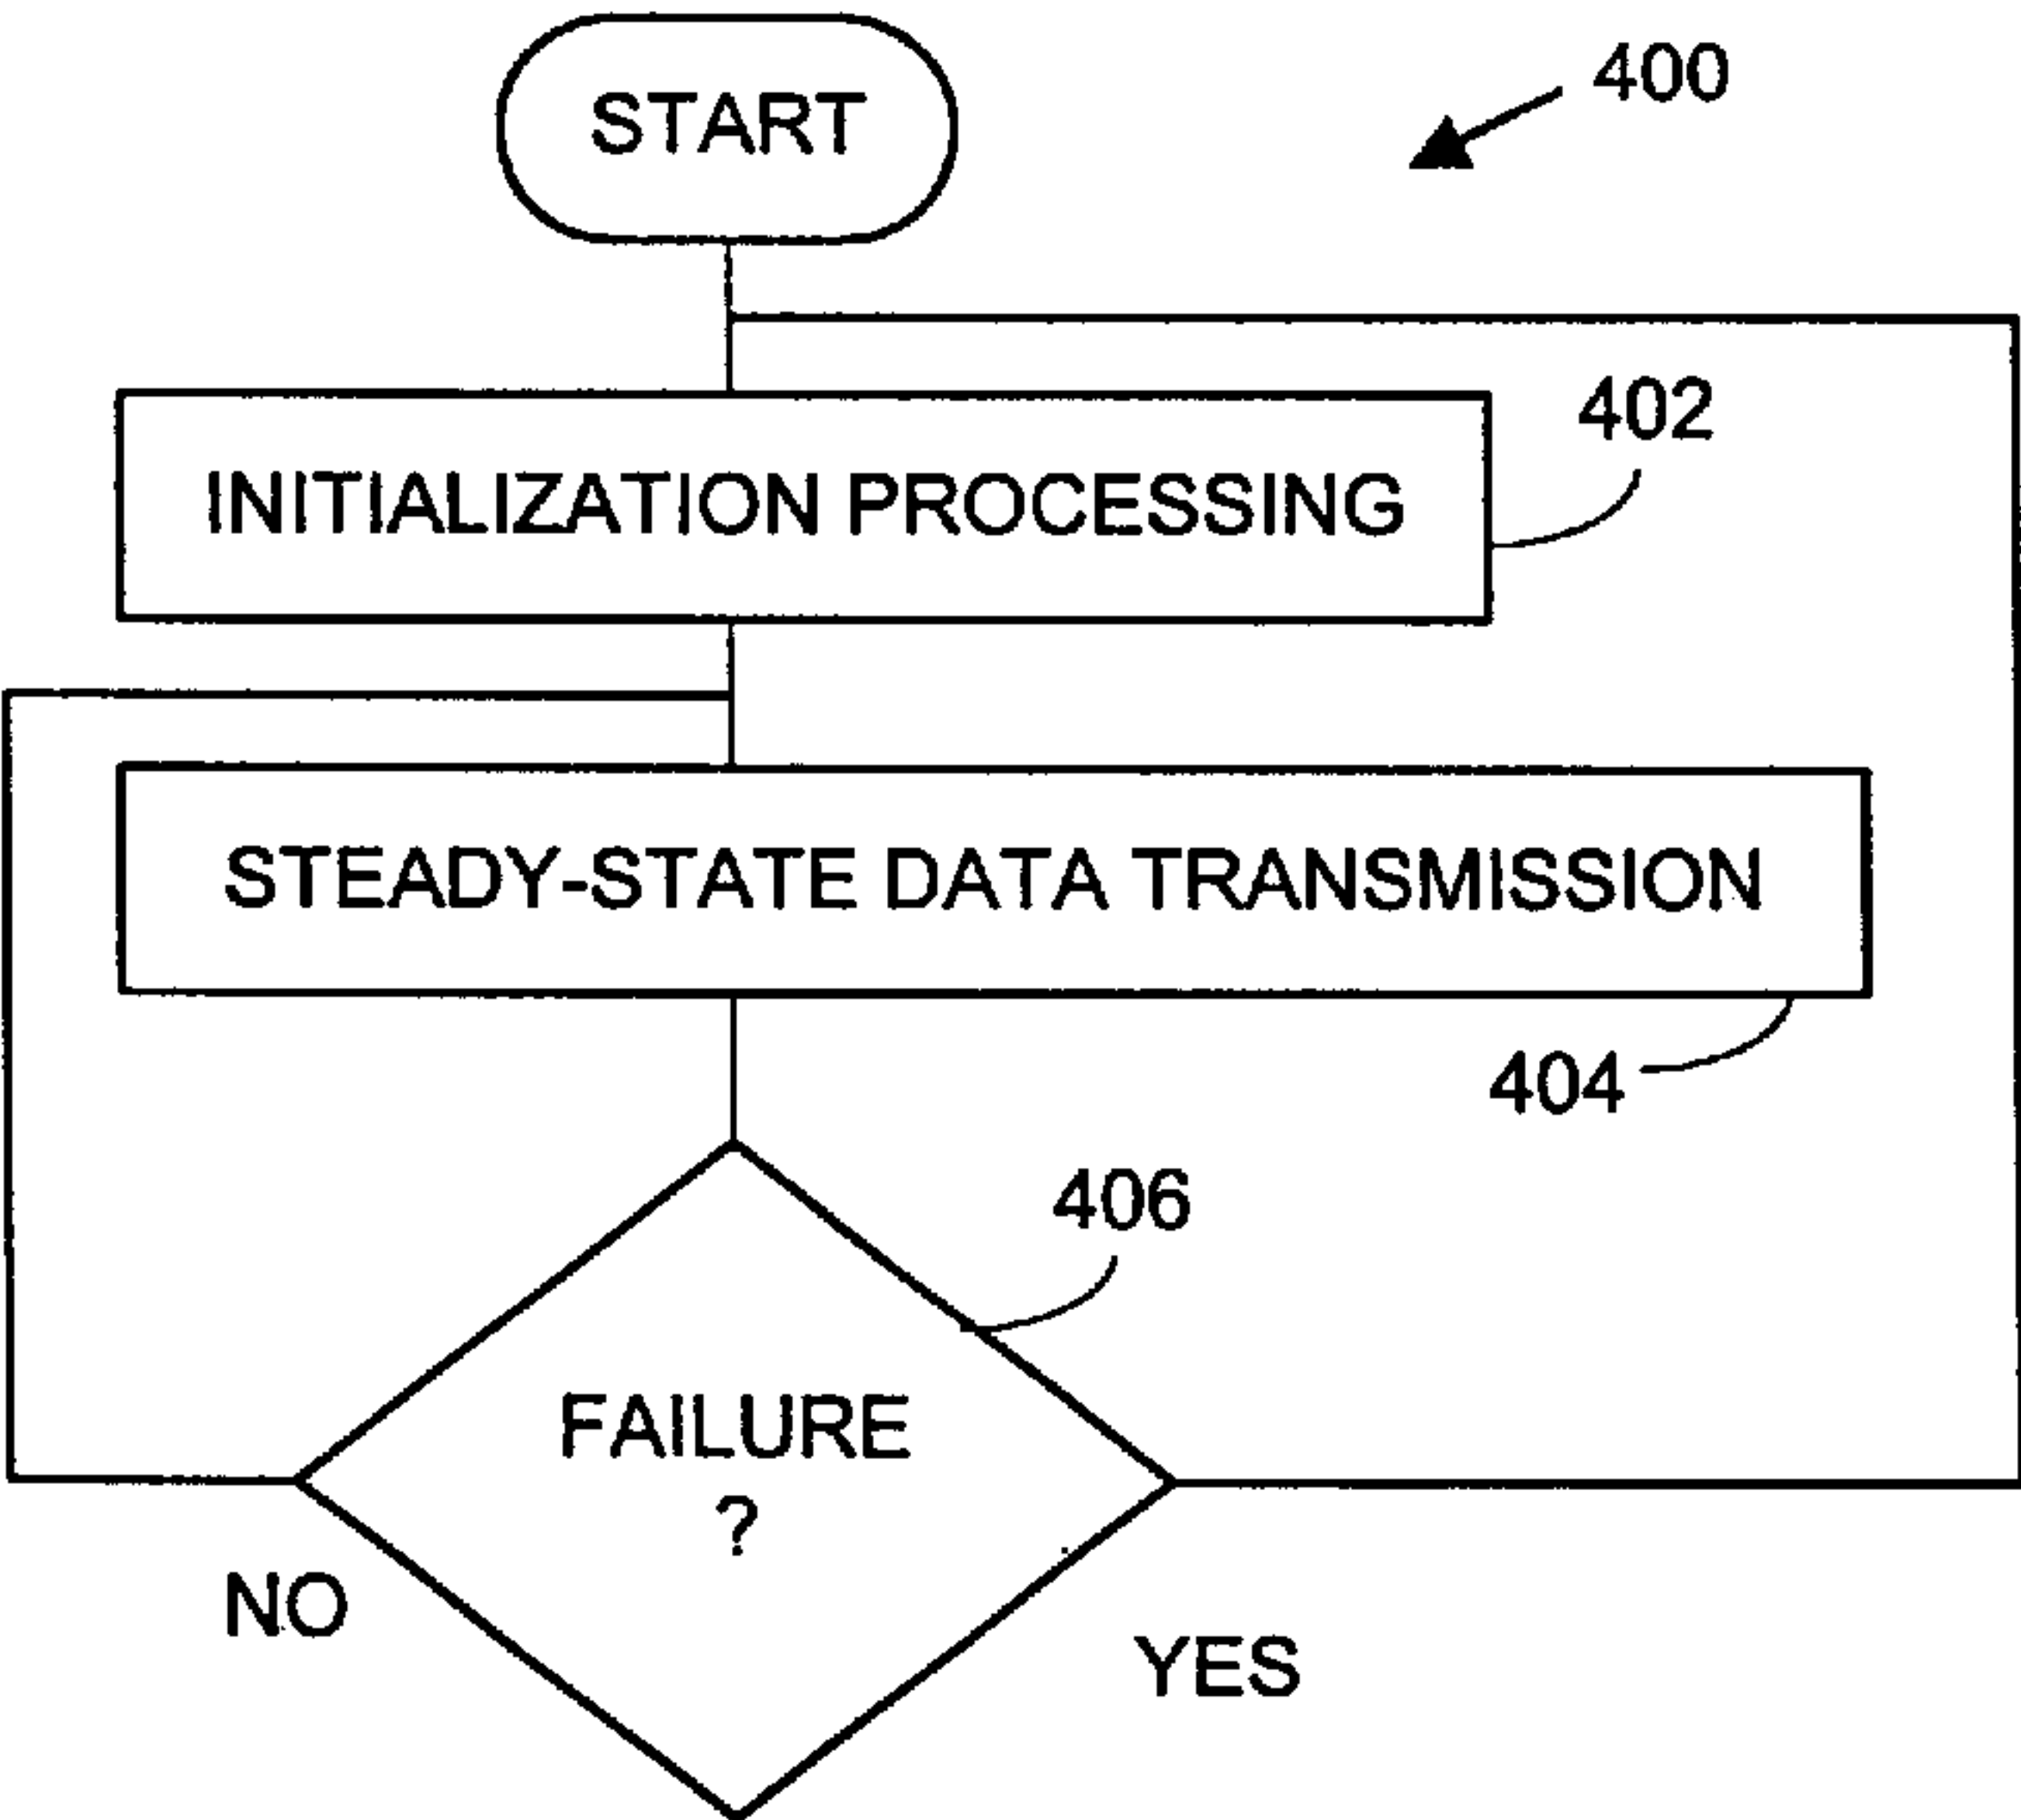 START
400
402
INITIALIZATION PROCESSING
STEADY-STATE DATA TRANSMISSION
404
406
FAILURE
?
NO
YES